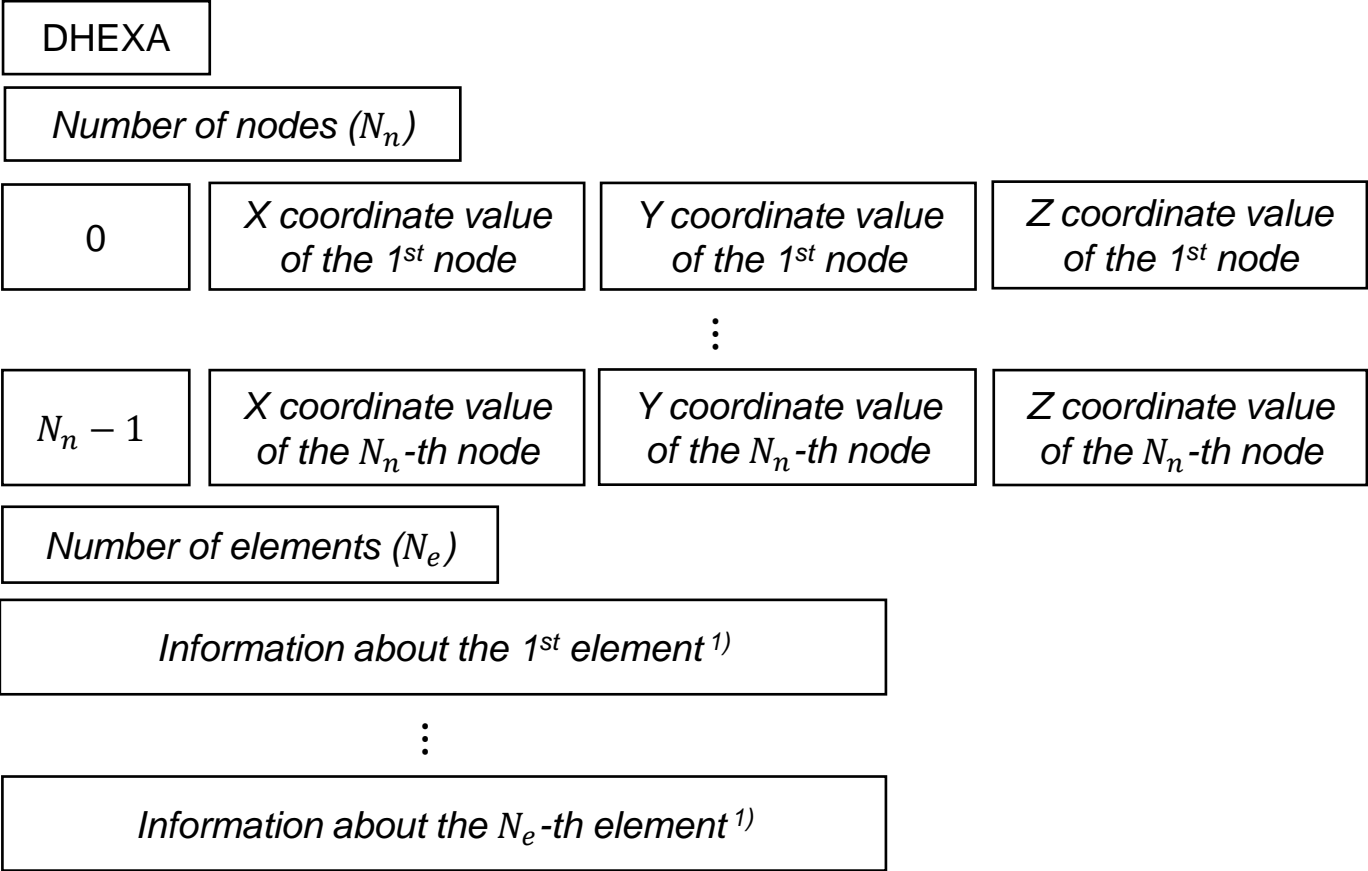 DHEXA
Number of nodes (Nₙ)
0 X coordinate value of the 1ˢᵗ node Y coordinate value of the 1ˢᵗ node Z coordinate value of the 1ˢᵗ node
⋮
Nₙ − 1 X coordinate value of the Nₙ-th node Y coordinate value of the Nₙ-th node Z coordinate value of the Nₙ-th node
Number of elements (Nₑ)
Information about the 1ˢᵗ element ¹⁾
⋮
Information about the Nₑ-th element ¹⁾